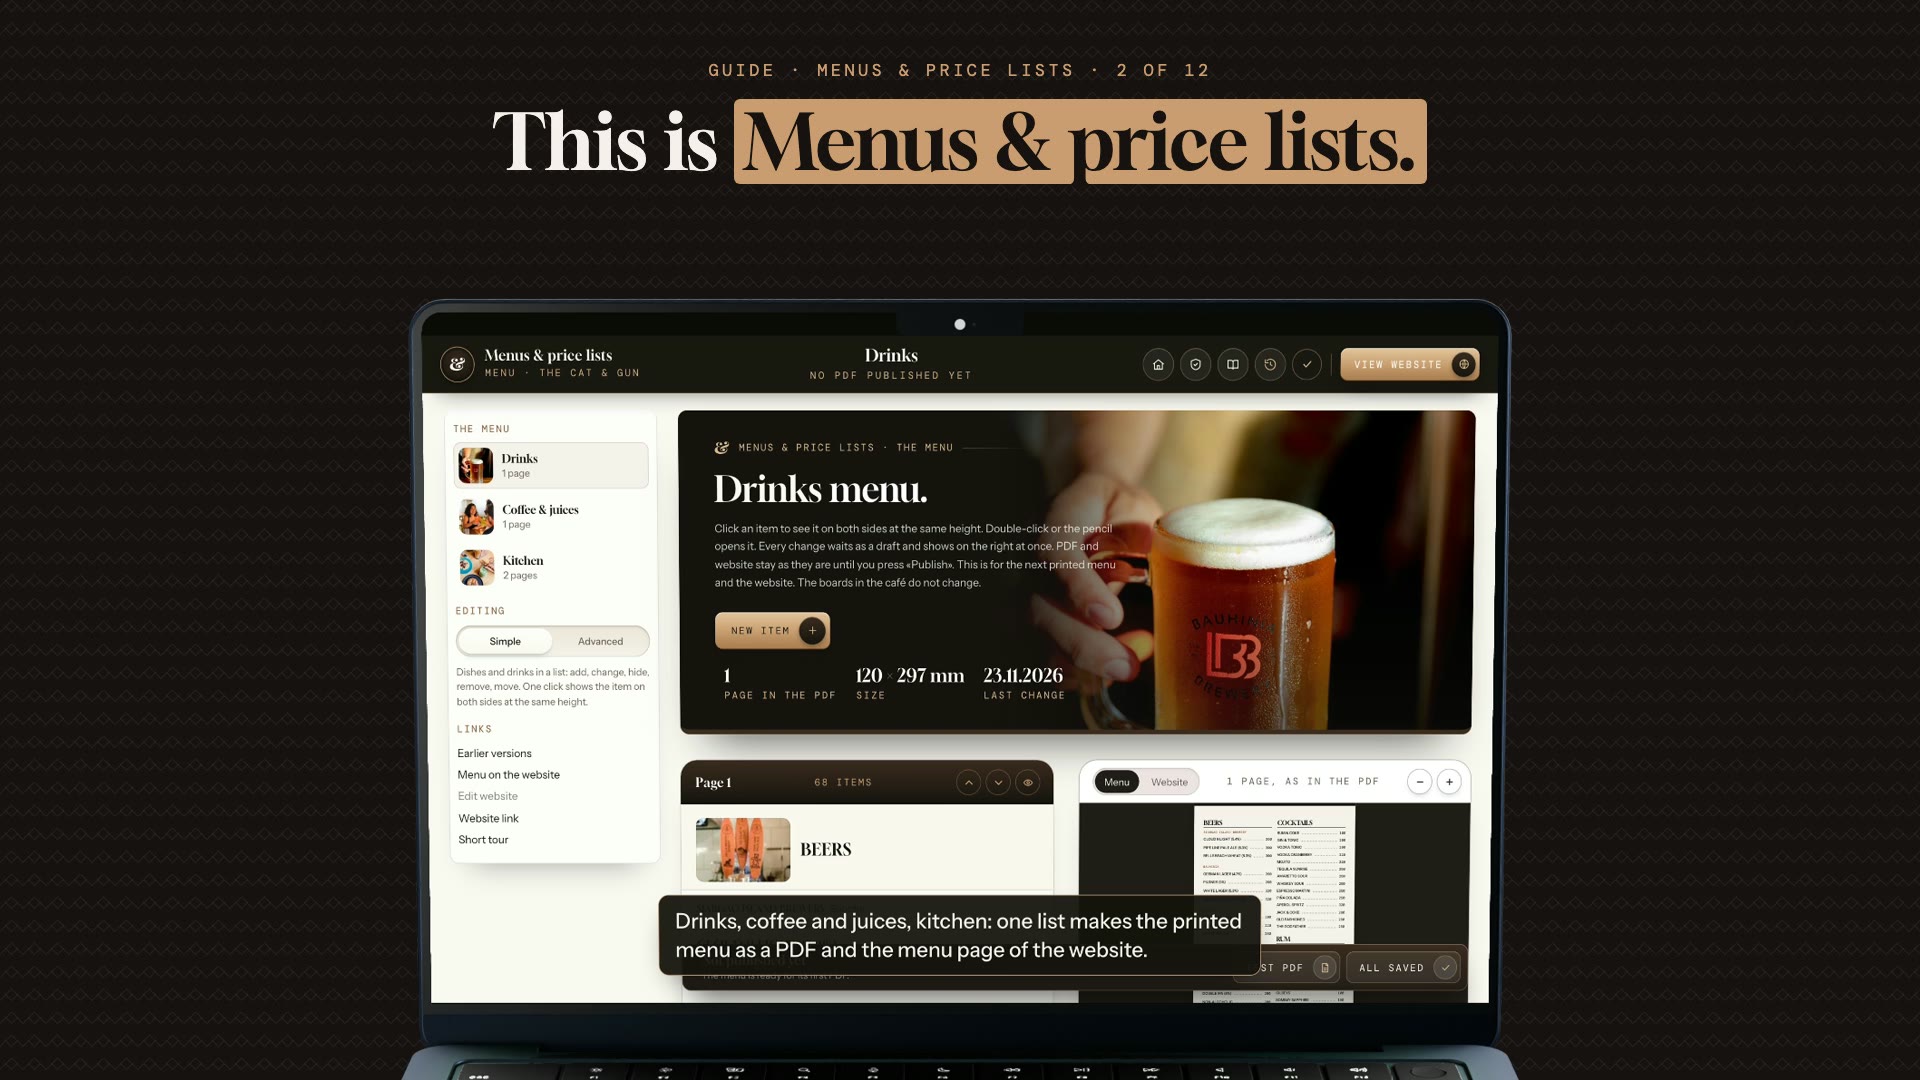 GUIDE · MENUS & PRICE LISTS · 2 OF 12
This is Menus & price lists.
&
Menus & price lists
MENU · THE CAT & GUN
Drinks
NO PDF PUBLISHED YET
VIEW WEBSITE
THE MENU
Drinks
1 page
Coffee & juices
1 page
Kitchen
2 pages
EDITING
Simple
Advanced
Dishes and drinks in a list: add, change, hide,
remove, move. One click shows the item on
both sides at the same height.
LINKS
Earlier versions
Menu on the website
Edit website
Website link
Short tour
& MENUS & PRICE LISTS · THE MENU
Drinks menu.
Click an item to see it on both sides at the same height. Double-click or the pencil
opens it. Every change waits as a draft and shows on the right at once. PDF and
website stay as they are until you press «Publish». This is for the next printed menu
and the website. The boards in the café do not change.
NEW ITEM +
1
PAGE IN THE PDF
120 × 297 mm
SIZE
23.11.2026
LAST CHANGE
Page 1
68 ITEMS
BEERS
Menu
Website
1 PAGE, AS IN THE PDF
BEERS
COCKTAILS
RUM
Drinks, coffee and juices, kitchen: one list makes the printed
menu as a PDF and the menu page of the website.
PDF
ALL SAVED